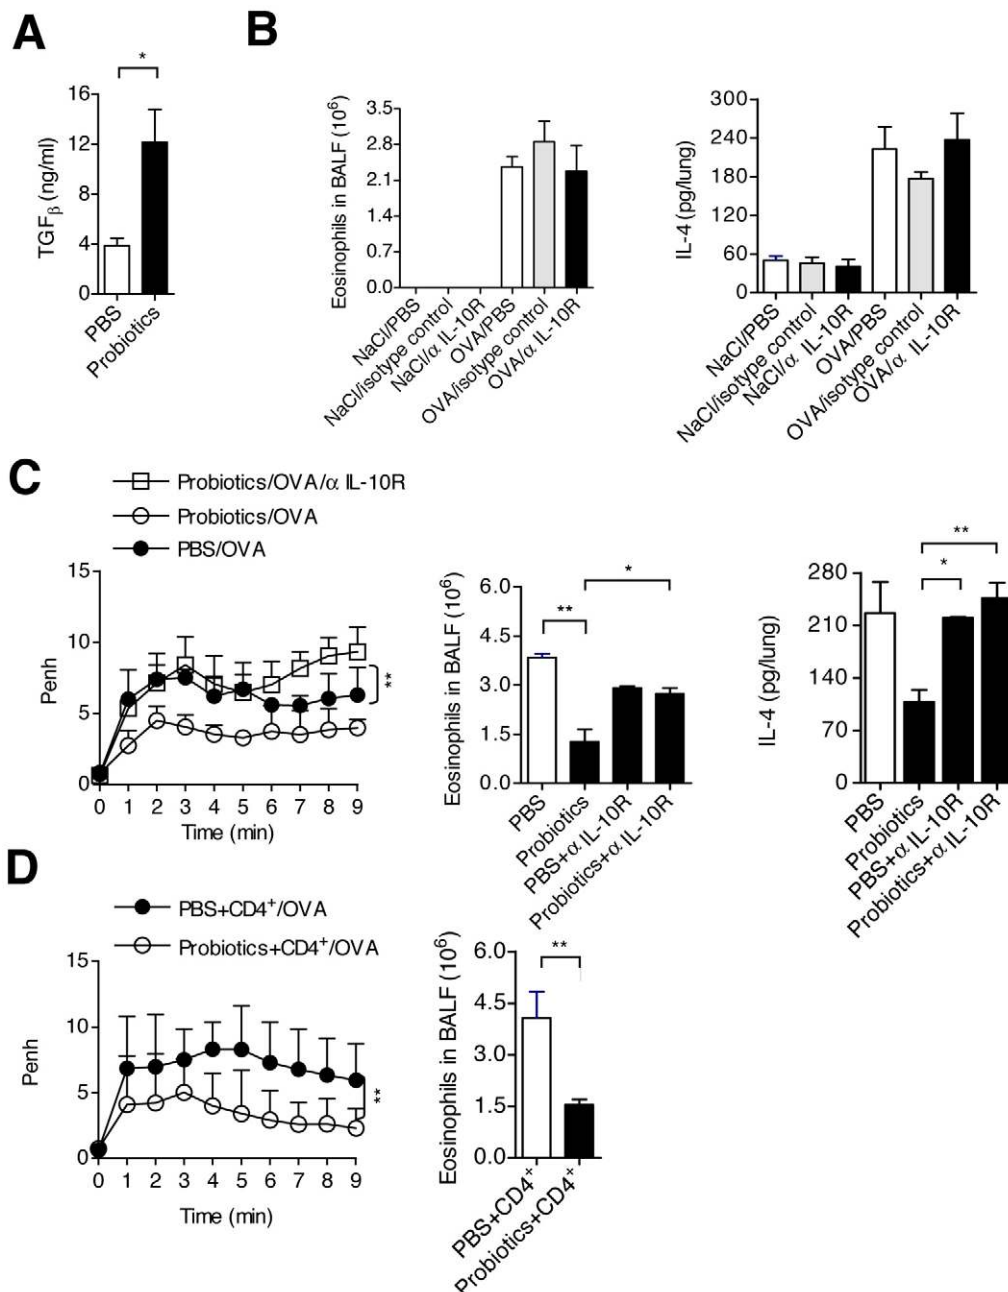 A
*
TGFβ (ng/ml)
16
12
8
4
0
PBS
Probiotics
B
Eosinophils in BALF (10⁶)
3.5
2.8
2.1
1.4
0.7
0.0
NaCl/PBS
NaCl/isotype control
NaCl/α IL-10R
OVA/PBS
OVA/isotype control
OVA/α IL-10R
IL-4 (pg/lung)
300
240
180
120
60
0
NaCl/PBS
NaCl/isotype control
NaCl/α IL-10R
OVA/PBS
OVA/isotype control
OVA/α IL-10R
C
Probiotics/OVA/α IL-10R
Probiotics/OVA
PBS/OVA
Penh
15
10
5
0
**
0 1 2 3 4 5 6 7 8 9
Time (min)
Eosinophils in BALF (10⁶)
6.0
4.5
3.0
1.5
0.0
**
*
PBS
Probiotics
PBS+α IL-10R
Probiotics+α IL-10R
IL-4 (pg/lung)
280
210
140
70
0
**
*
PBS
Probiotics
PBS+α IL-10R
Probiotics+α IL-10R
D
PBS+CD4⁺/OVA
Probiotics+CD4⁺/OVA
Penh
15
10
5
0
**
0 1 2 3 4 5 6 7 8 9
Time (min)
Eosinophils in BALF (10⁶)
6.0
4.5
3.0
1.5
0.0
**
PBS+CD4⁺
Probiotics+CD4⁺